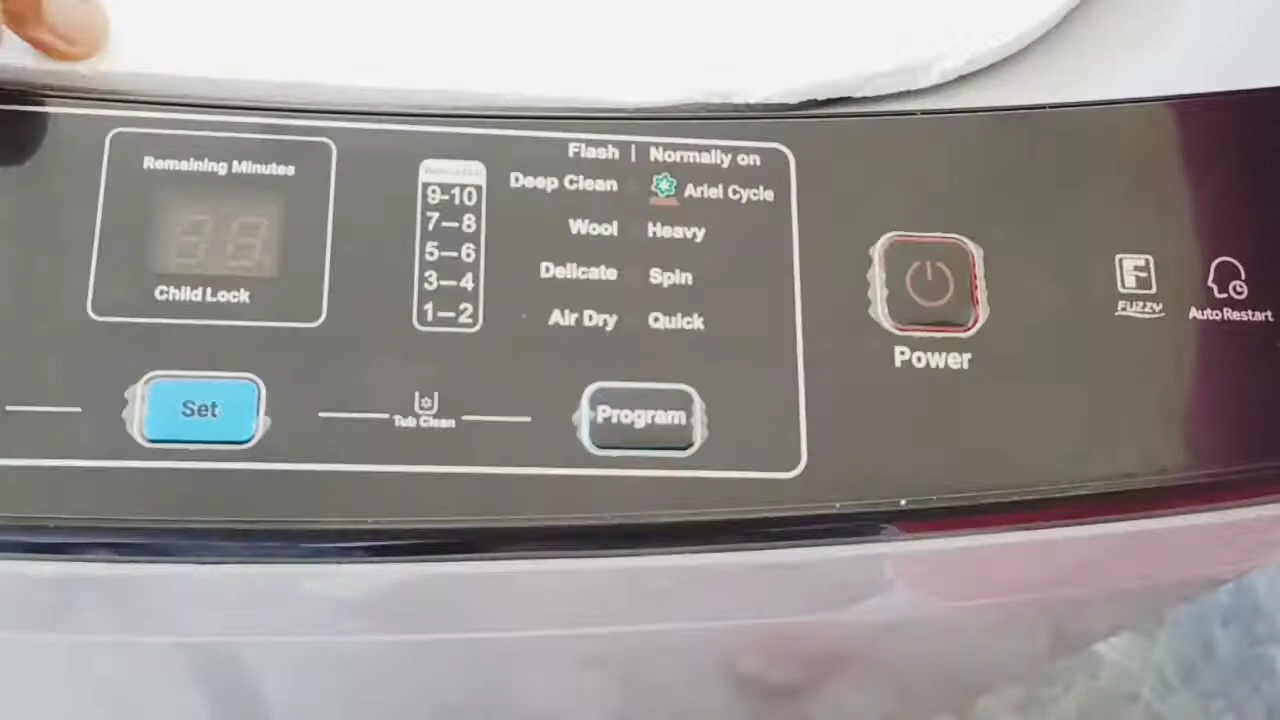 Remaining Minutes
Child Lock
9-10
7-8
5-6
3-4
1-2
Flash | Normally on
Deep Clean Ariel Cycle
Wool Heavy
Delicate Spin
Air Dry Quick
Set
Tub Clean
Program
Power
FUZZY
Auto Restart